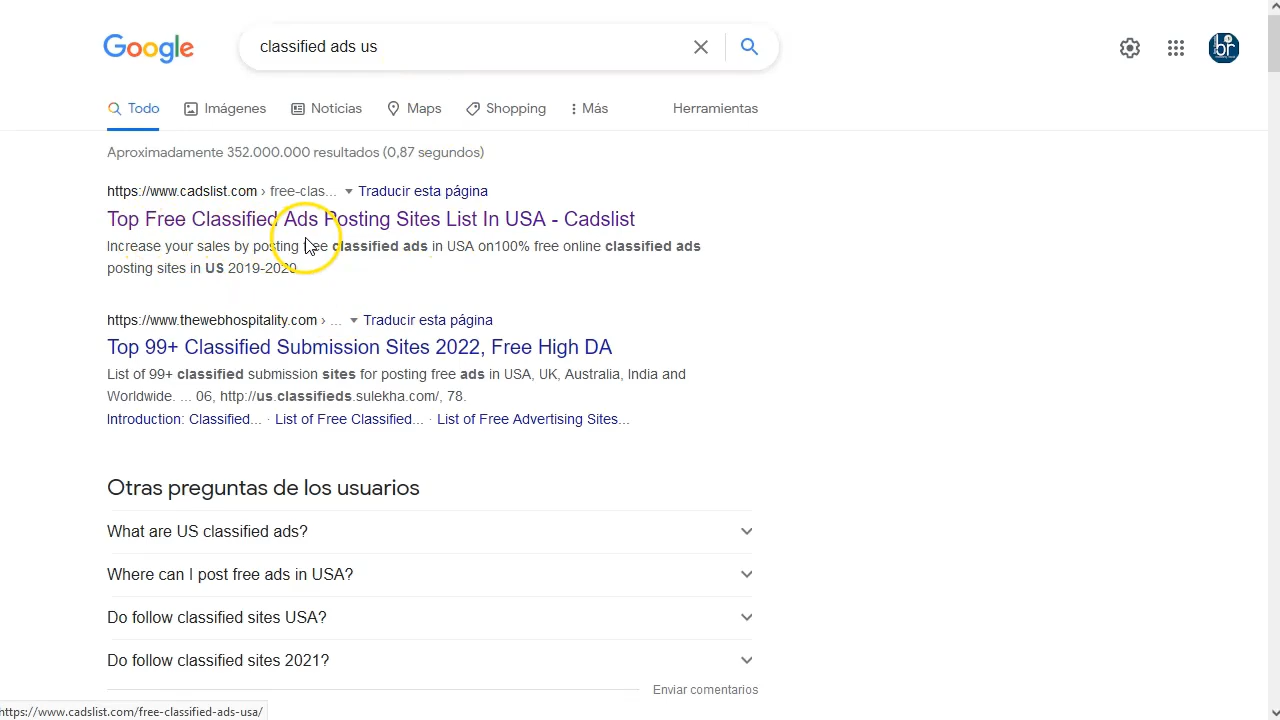 Google
classified ads us
br
Todo
Imágenes
Noticias
Maps
Shopping
Más
Herramientas
Aproximadamente 352.000.000 resultados (0,87 segundos)
https://www.cadslist.com › free-clas... Traducir esta página
Top Free Classified Ads Posting Sites List In USA - Cadslist
Increase your sales by posting free classified ads in USA on100% free online classified ads
posting sites in US 2019-2020
https://www.thewebhospitality.com › ... Traducir esta página
Top 99+ Classified Submission Sites 2022, Free High DA
List of 99+ classified submission sites for posting free ads in USA, UK, Australia, India and
Worldwide. ... 06, http://us.classifieds.sulekha.com/, 78.
Introduction: Classified... · List of Free Classified... · List of Free Advertising Sites...
Otras preguntas de los usuarios
What are US classified ads?
Where can I post free ads in USA?
Do follow classified sites USA?
Do follow classified sites 2021?
Enviar comentarios
https://www.cadslist.com/free-classified-ads-usa/